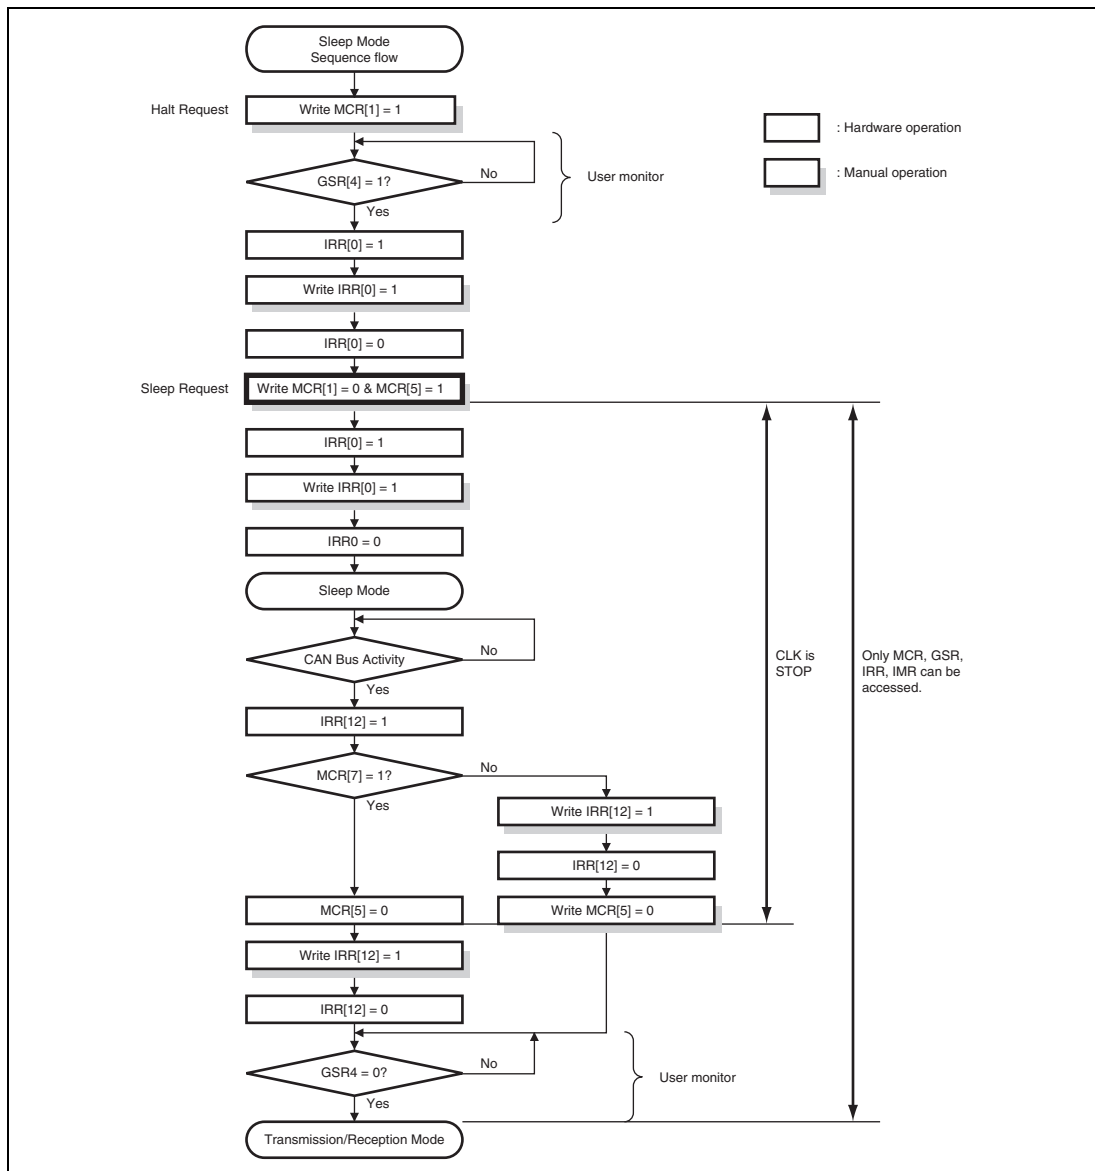 Sleep Mode
Sequence flow
Halt Request
Write MCR[1] = 1
: Hardware operation
GSR[4] = 1?
No
User monitor
: Manual operation
Yes
IRR[0] = 1
Write IRR[0] = 1
IRR[0] = 0
Sleep Request
Write MCR[1] = 0 & MCR[5] = 1
IRR[0] = 1
Write IRR[0] = 1
IRR0 = 0
Sleep Mode
CAN Bus Activity
No
CLK is
STOP
Only MCR, GSR,
IRR, IMR can be
accessed.
Yes
IRR[12] = 1
MCR[7] = 1?
No
Yes
Write IRR[12] = 1
IRR[12] = 0
MCR[5] = 0
Write MCR[5] = 0
Write IRR[12] = 1
IRR[12] = 0
GSR4 = 0?
No
User monitor
Yes
Transmission/Reception Mode